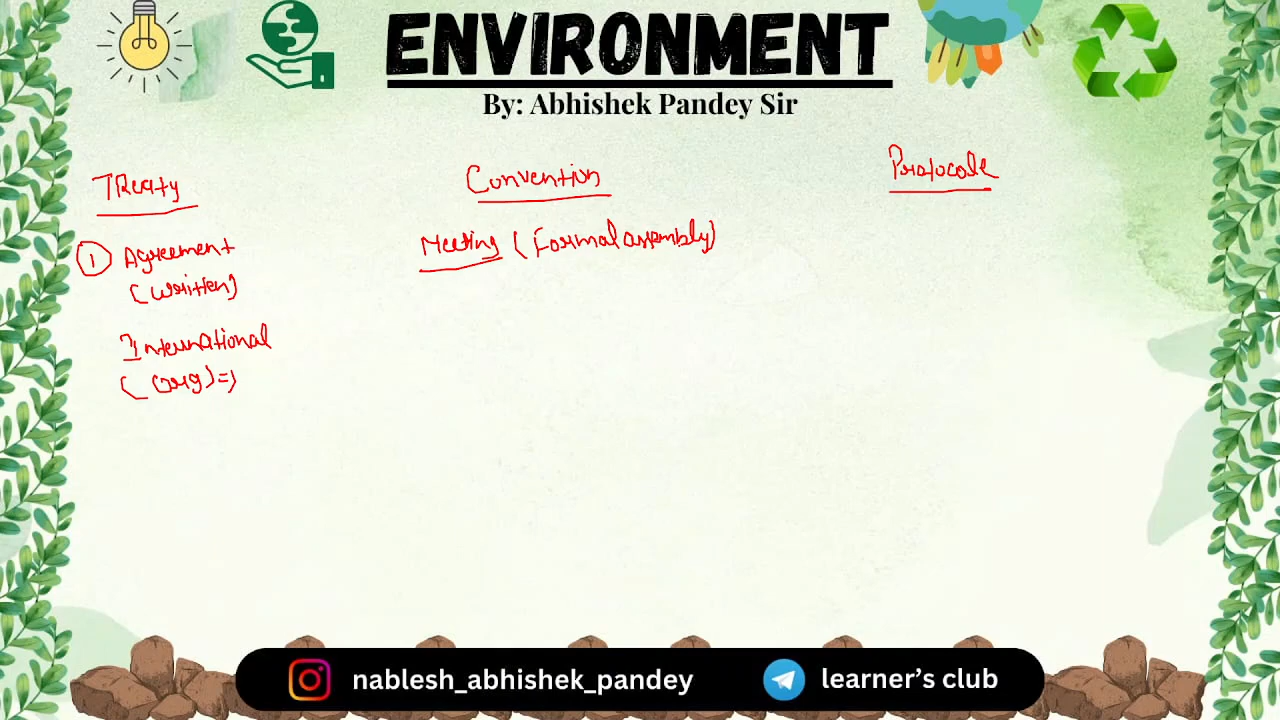 ENVIRONMENT
By: Abhishek Pandey Sir
Treaty
Convention
Protocole
① Agreement
(written)
Meeting (Formal assembly)
International
(org) =>
nablesh_abhishek_pandey
learner's club